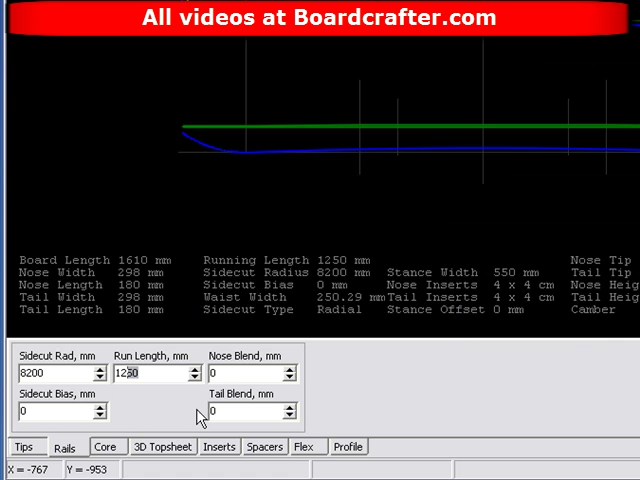 All videos at Boardcrafter.com
Board Length 1610 mm Running Length 1250 mm Nose Tip
Nose Width 298 mm Sidecut Radius 8200 mm Stance Width 550 mm Tail Tip
Nose Length 180 mm Sidecut Bias 0 mm Nose Inserts 4 x 4 cm Nose Heig
Tail Width 298 mm Waist Width 250.29 mm Tail Inserts 4 x 4 cm Tail Heig
Tail Length 180 mm Sidecut Type Radial Stance Offset 0 mm Camber
Sidecut Rad, mm Run Length, mm Nose Blend, mm
8200 1250 0
Sidecut Bias, mm Tail Blend, mm
0 0
Tips Rails Core 3D Topsheet Inserts Spacers Flex Profile
X = -767 Y = -953